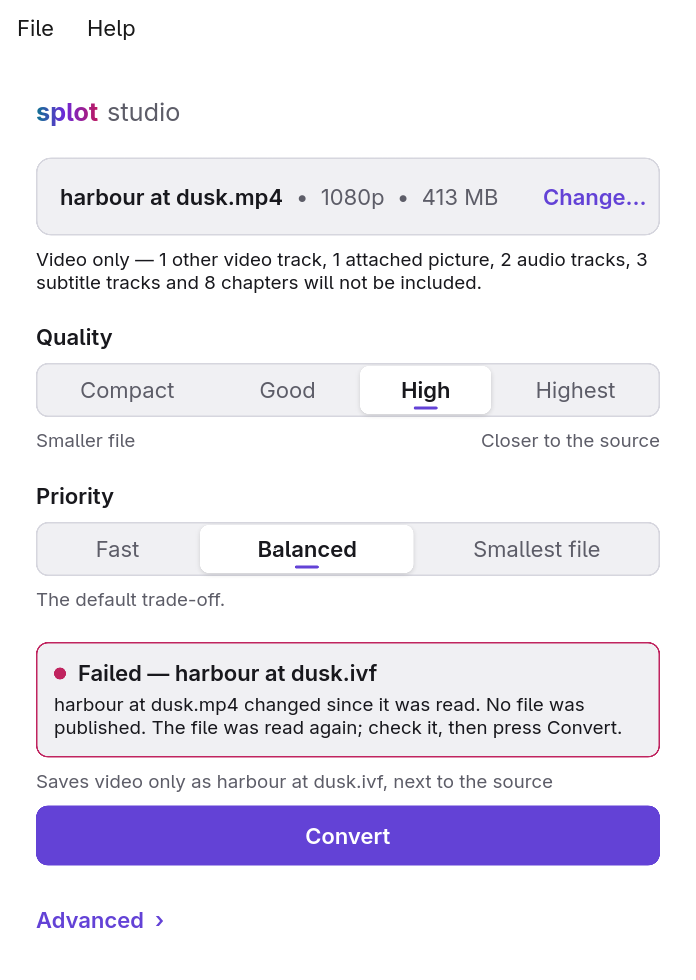 File Help
splot studio
harbour at dusk.mp4 • 1080p • 413 MB Change...
Video only — 1 other video track, 1 attached picture, 2 audio tracks, 3
subtitle tracks and 8 chapters will not be included.
Quality
Compact Good High Highest
Smaller file Closer to the source
Priority
Fast Balanced Smallest file
The default trade-off.
Failed — harbour at dusk.ivf
harbour at dusk.mp4 changed since it was read. No file was
published. The file was read again; check it, then press Convert.
Saves video only as harbour at dusk.ivf, next to the source
Convert
Advanced ›